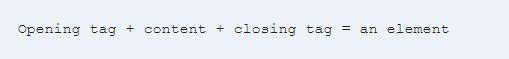 Opening tag + content + closing tag = an element